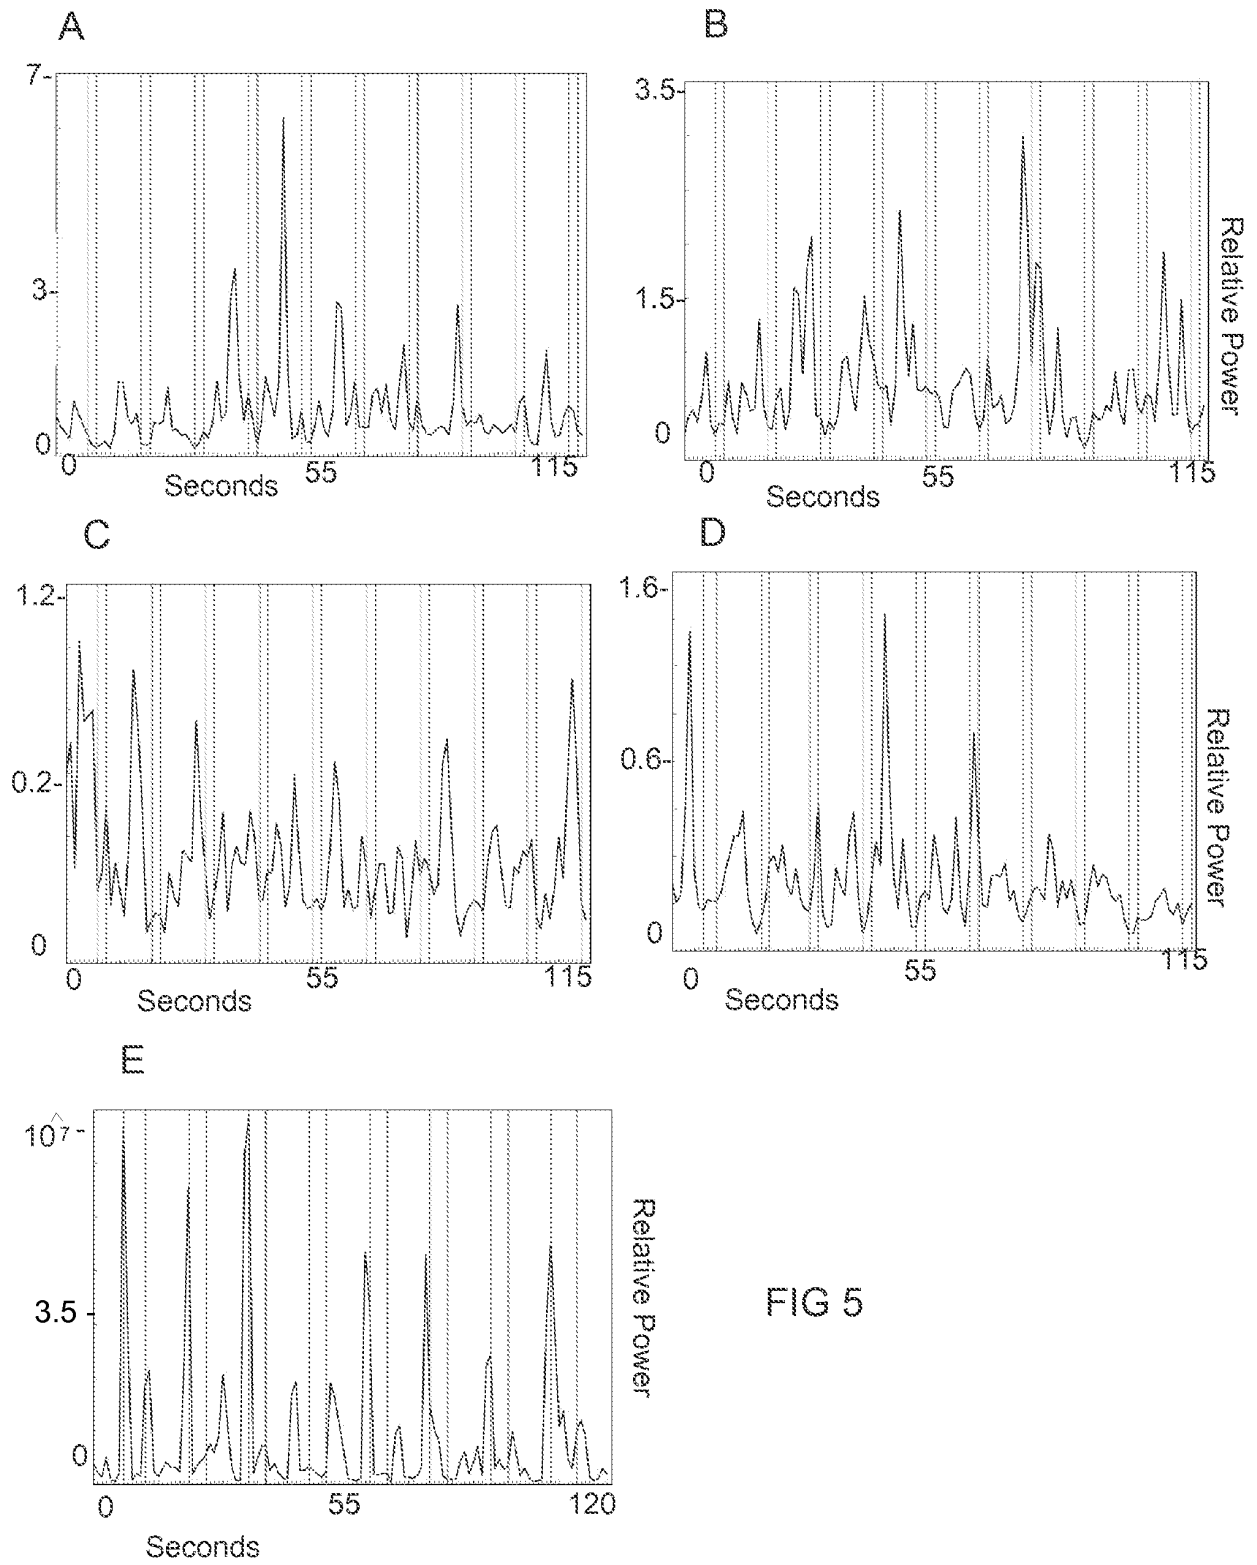 A
7-
3-
0
0
55
115
Seconds
B
3.5-
1.5-
0
0
55
115
Seconds
Relative Power
C
1.2-
0.2-
0
0
55
115
Seconds
D
1.6-
0.6-
0
0
55
115
Seconds
Relative Power
E
10^7 -
3.5 -
0
0
55
120
Seconds
Relative Power
FIG 5